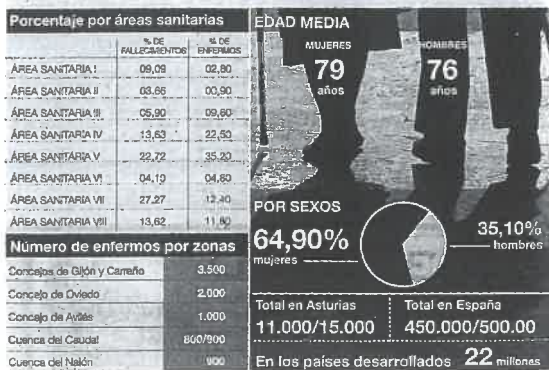 Porcentaje por áreas sanitarias
% DE FALLECIMIENTOS % DE ENFERMOS
ÁREA SANITARIA I 09,09 02,80
ÁREA SANITARIA II 03,66 00,90
ÁREA SANITARIA III 05,90 09,60
ÁREA SANITARIA IV 13,63 22,50
ÁREA SANITARIA V 22,72 35,20
ÁREA SANITARIA VI 04,10 04,60
ÁREA SANITARIA VII 27,27 12,40
ÁREA SANITARIA VIII 13,62 11,80
Número de enfermos por zonas
Concejos de Gijón y Carreño 3.500
Concejo de Oviedo 2.000
Concejo de Avilés 1.000
Cuenca del Caudal 800/900
Cuenca del Nalón 900
EDAD MEDIA
MUJERES HOMBRES
79 76
años años
POR SEXOS
64,90% 35,10%
mujeres hombres
Total en Asturias Total en España
11.000/15.000 450.000/500.00
En los países desarrollados 22 millones